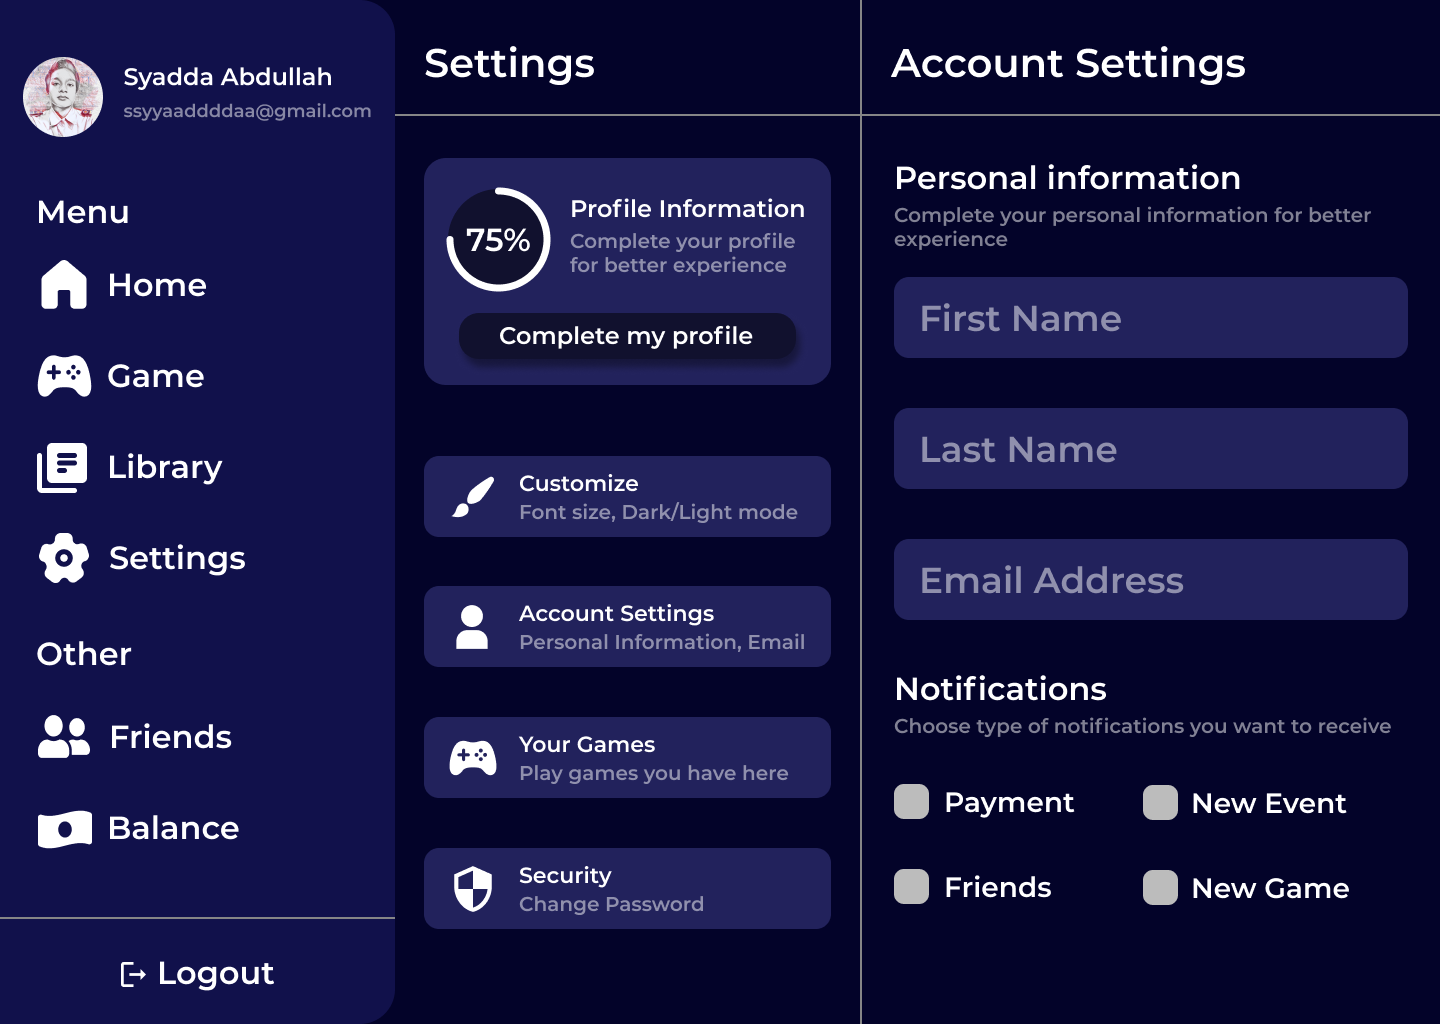 Syadda Abdullah
ssyyaaddddaa@gmail.com
Menu
Home
Game
Library
Settings
Other
Friends
Balance
Logout
Settings
75%
Profile Information
Complete your profile
for better experience
Complete my profile
Customize
Font size, Dark/Light mode
Account Settings
Personal Information, Email
Your Games
Play games you have here
Security
Change Password
Account Settings
Personal information
Complete your personal information for better
experience
First Name
Last Name
Email Address
Notifications
Choose type of notifications you want to receive
Payment
New Event
Friends
New Game